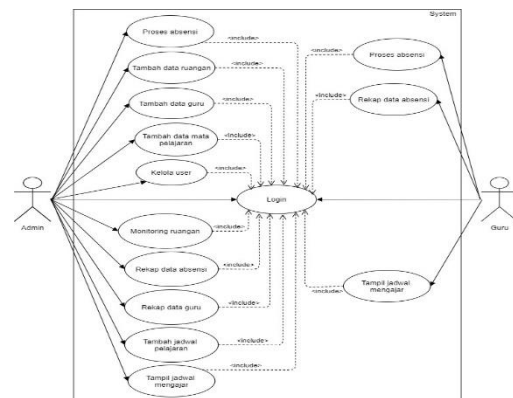 System
Proses absensi
<include>
Tambah data ruangan
<include>
Tambah data guru
<include>
Tambah data mata
pelajaran
<include>
Kelola user
<include>
Login
Monitoring ruangan
<include>
Rekap data absensi
<include>
Rekap data guru
<include>
Tambah jadwal
pelajaran
<include>
Tampil jadwal
mengajar
<include>
Proses absensi
<include>
Rekap data absensi
<include>
Tampil jadwal
mengajar
<include>
Admin
Guru